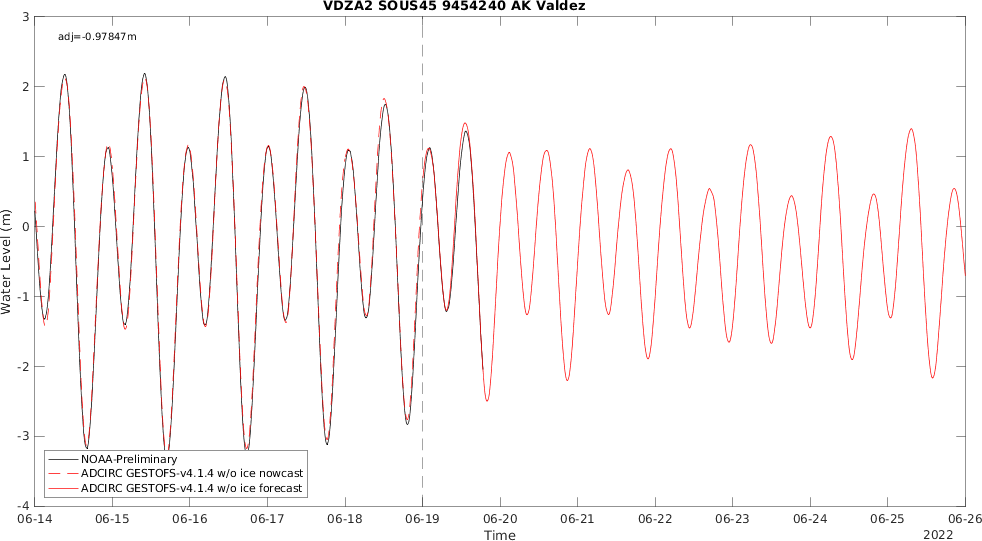 VDZA2 SOUS45 9454240 AK Valdez
adj=-0.97847m
3
2
1
0
-1
-2
-3
-4
Water Level (m)
NOAA-Preliminary
ADCIRC GESTOFS-v4.1.4 w/o ice nowcast
ADCIRC GESTOFS-v4.1.4 w/o ice forecast
06-14 06-15 06-16 06-17 06-18 06-19 06-20 06-21 06-22 06-23 06-24 06-25 06-26
Time
2022